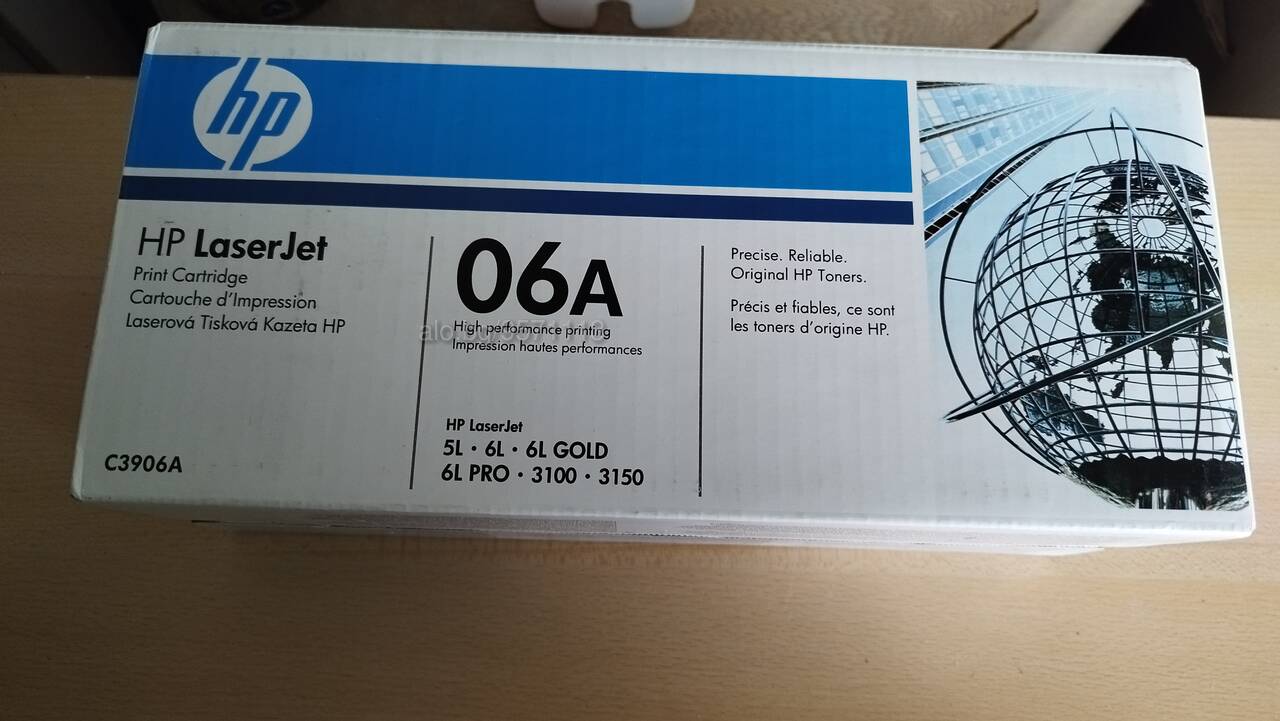 hp
HP LaserJet
Print Cartridge
Cartouche d'Impression
Laserová Tisková Kazeta HP
C3906A
06A
High performance printing
Impression hautes performances
HP LaserJet
5L · 6L · 6L GOLD
6L PRO · 3100 · 3150
Precise. Reliable.
Original HP Toners.
Précis et fiables, ce sont
les toners d'origine HP.